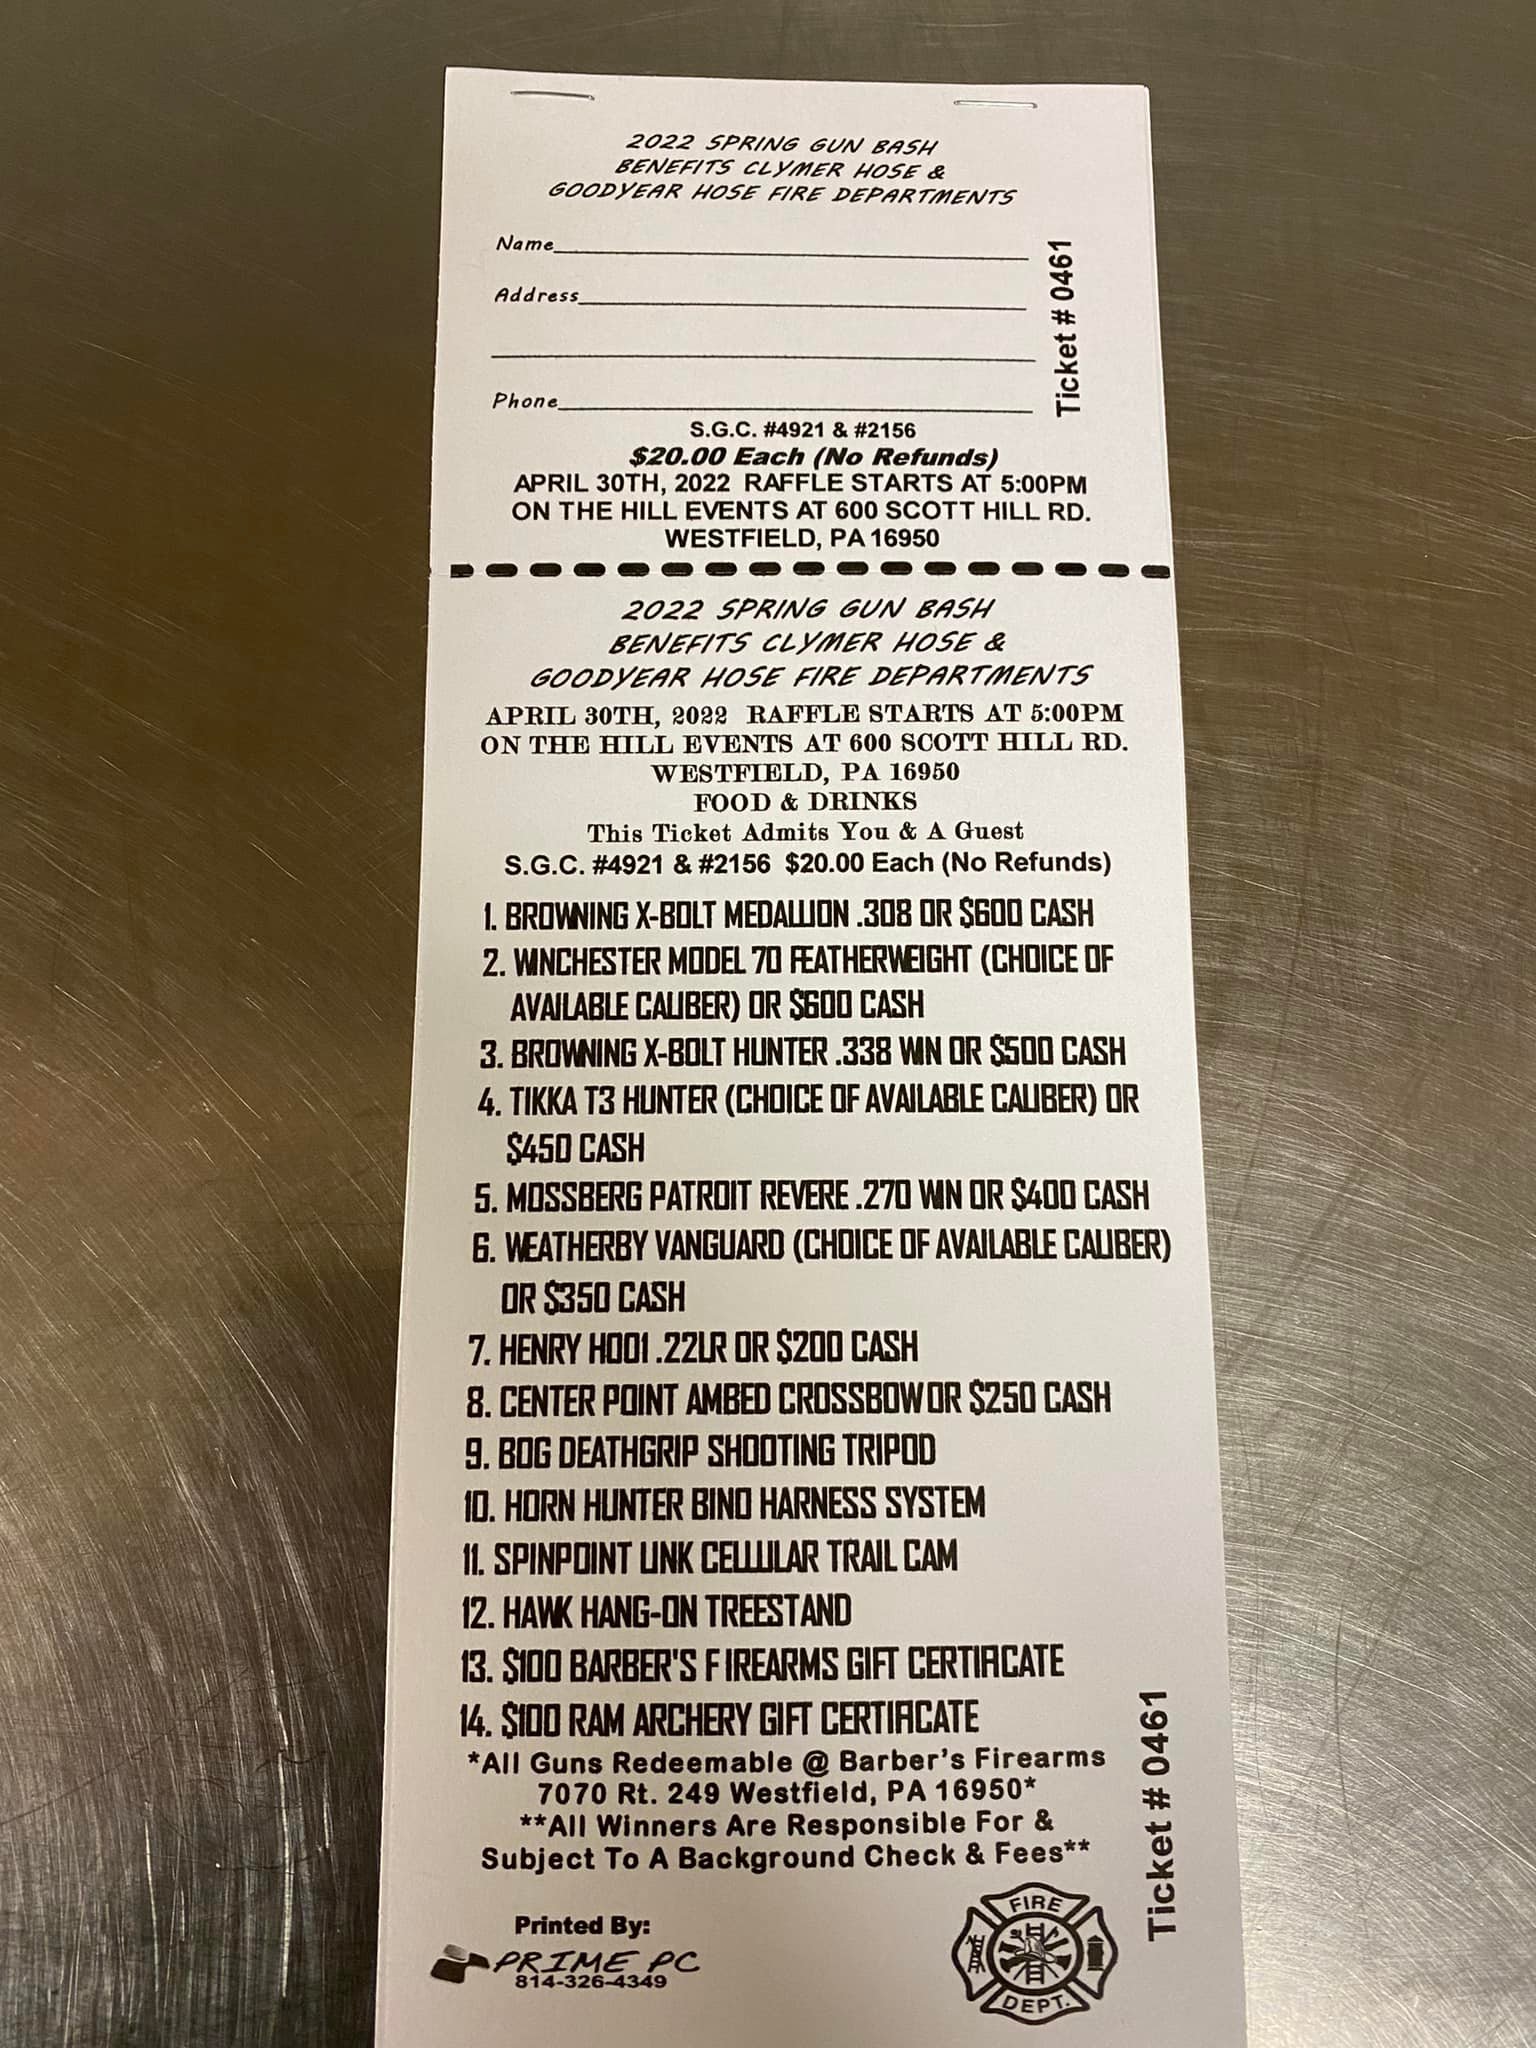 2022 SPRING GUN BASH
BENEFITS CLYMER HOSE &
GOODYEAR HOSE FIRE DEPARTMENTS
Name
Address
Phone
Ticket # 0461
S.G.C. #4921 & #2156
$20.00 Each (No Refunds)
APRIL 30TH, 2022 RAFFLE STARTS AT 5:00PM
ON THE HILL EVENTS AT 600 SCOTT HILL RD.
WESTFIELD, PA 16950
2022 SPRING GUN BASH
BENEFITS CLYMER HOSE &
GOODYEAR HOSE FIRE DEPARTMENTS
APRIL 30TH, 2022 RAFFLE STARTS AT 5:00PM
ON THE HILL EVENTS AT 600 SCOTT HILL RD.
WESTFIELD, PA 16950
FOOD & DRINKS
This Ticket Admits You & A Guest
S.G.C. #4921 & #2156 $20.00 Each (No Refunds)
1. BROWNING X-BOLT MEDALLION .308 OR $600 CASH
2. WINCHESTER MODEL 70 FEATHERWEIGHT (CHOICE OF
AVAILABLE CALIBER) OR $600 CASH
3. BROWNING X-BOLT HUNTER .338 WIN OR $500 CASH
4. TIKKA T3 HUNTER (CHOICE OF AVAILABLE CALIBER) OR
$450 CASH
5. MOSSBERG PATROIT REVERE .270 WIN OR $400 CASH
6. WEATHERBY VANGUARD (CHOICE OF AVAILABLE CALIBER)
OR $350 CASH
7. HENRY H001 .22LR OR $200 CASH
8. CENTER POINT AMBED CROSSBOW OR $250 CASH
9. BOG DEATHGRIP SHOOTING TRIPOD
10. HORN HUNTER BINO HARNESS SYSTEM
11. SPINPOINT LINK CELLULAR TRAIL CAM
12. HAWK HANG-ON TREESTAND
13. $100 BARBER'S FIREARMS GIFT CERTIFICATE
14. $100 RAM ARCHERY GIFT CERTIFICATE
*All Guns Redeemable @ Barber's Firearms
7070 Rt. 249 Westfield, PA 16950*
**All Winners Are Responsible For &
Subject To A Background Check & Fees**
Ticket # 0461
Printed By:
PRIME PC
814-326-4349
FIRE
DEPT.